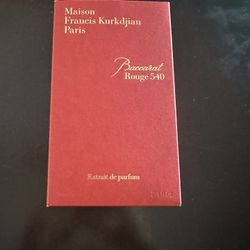 Maison
Francis Kurkdjian
Paris
Baccarat
Rouge 540
Extrait de parfum